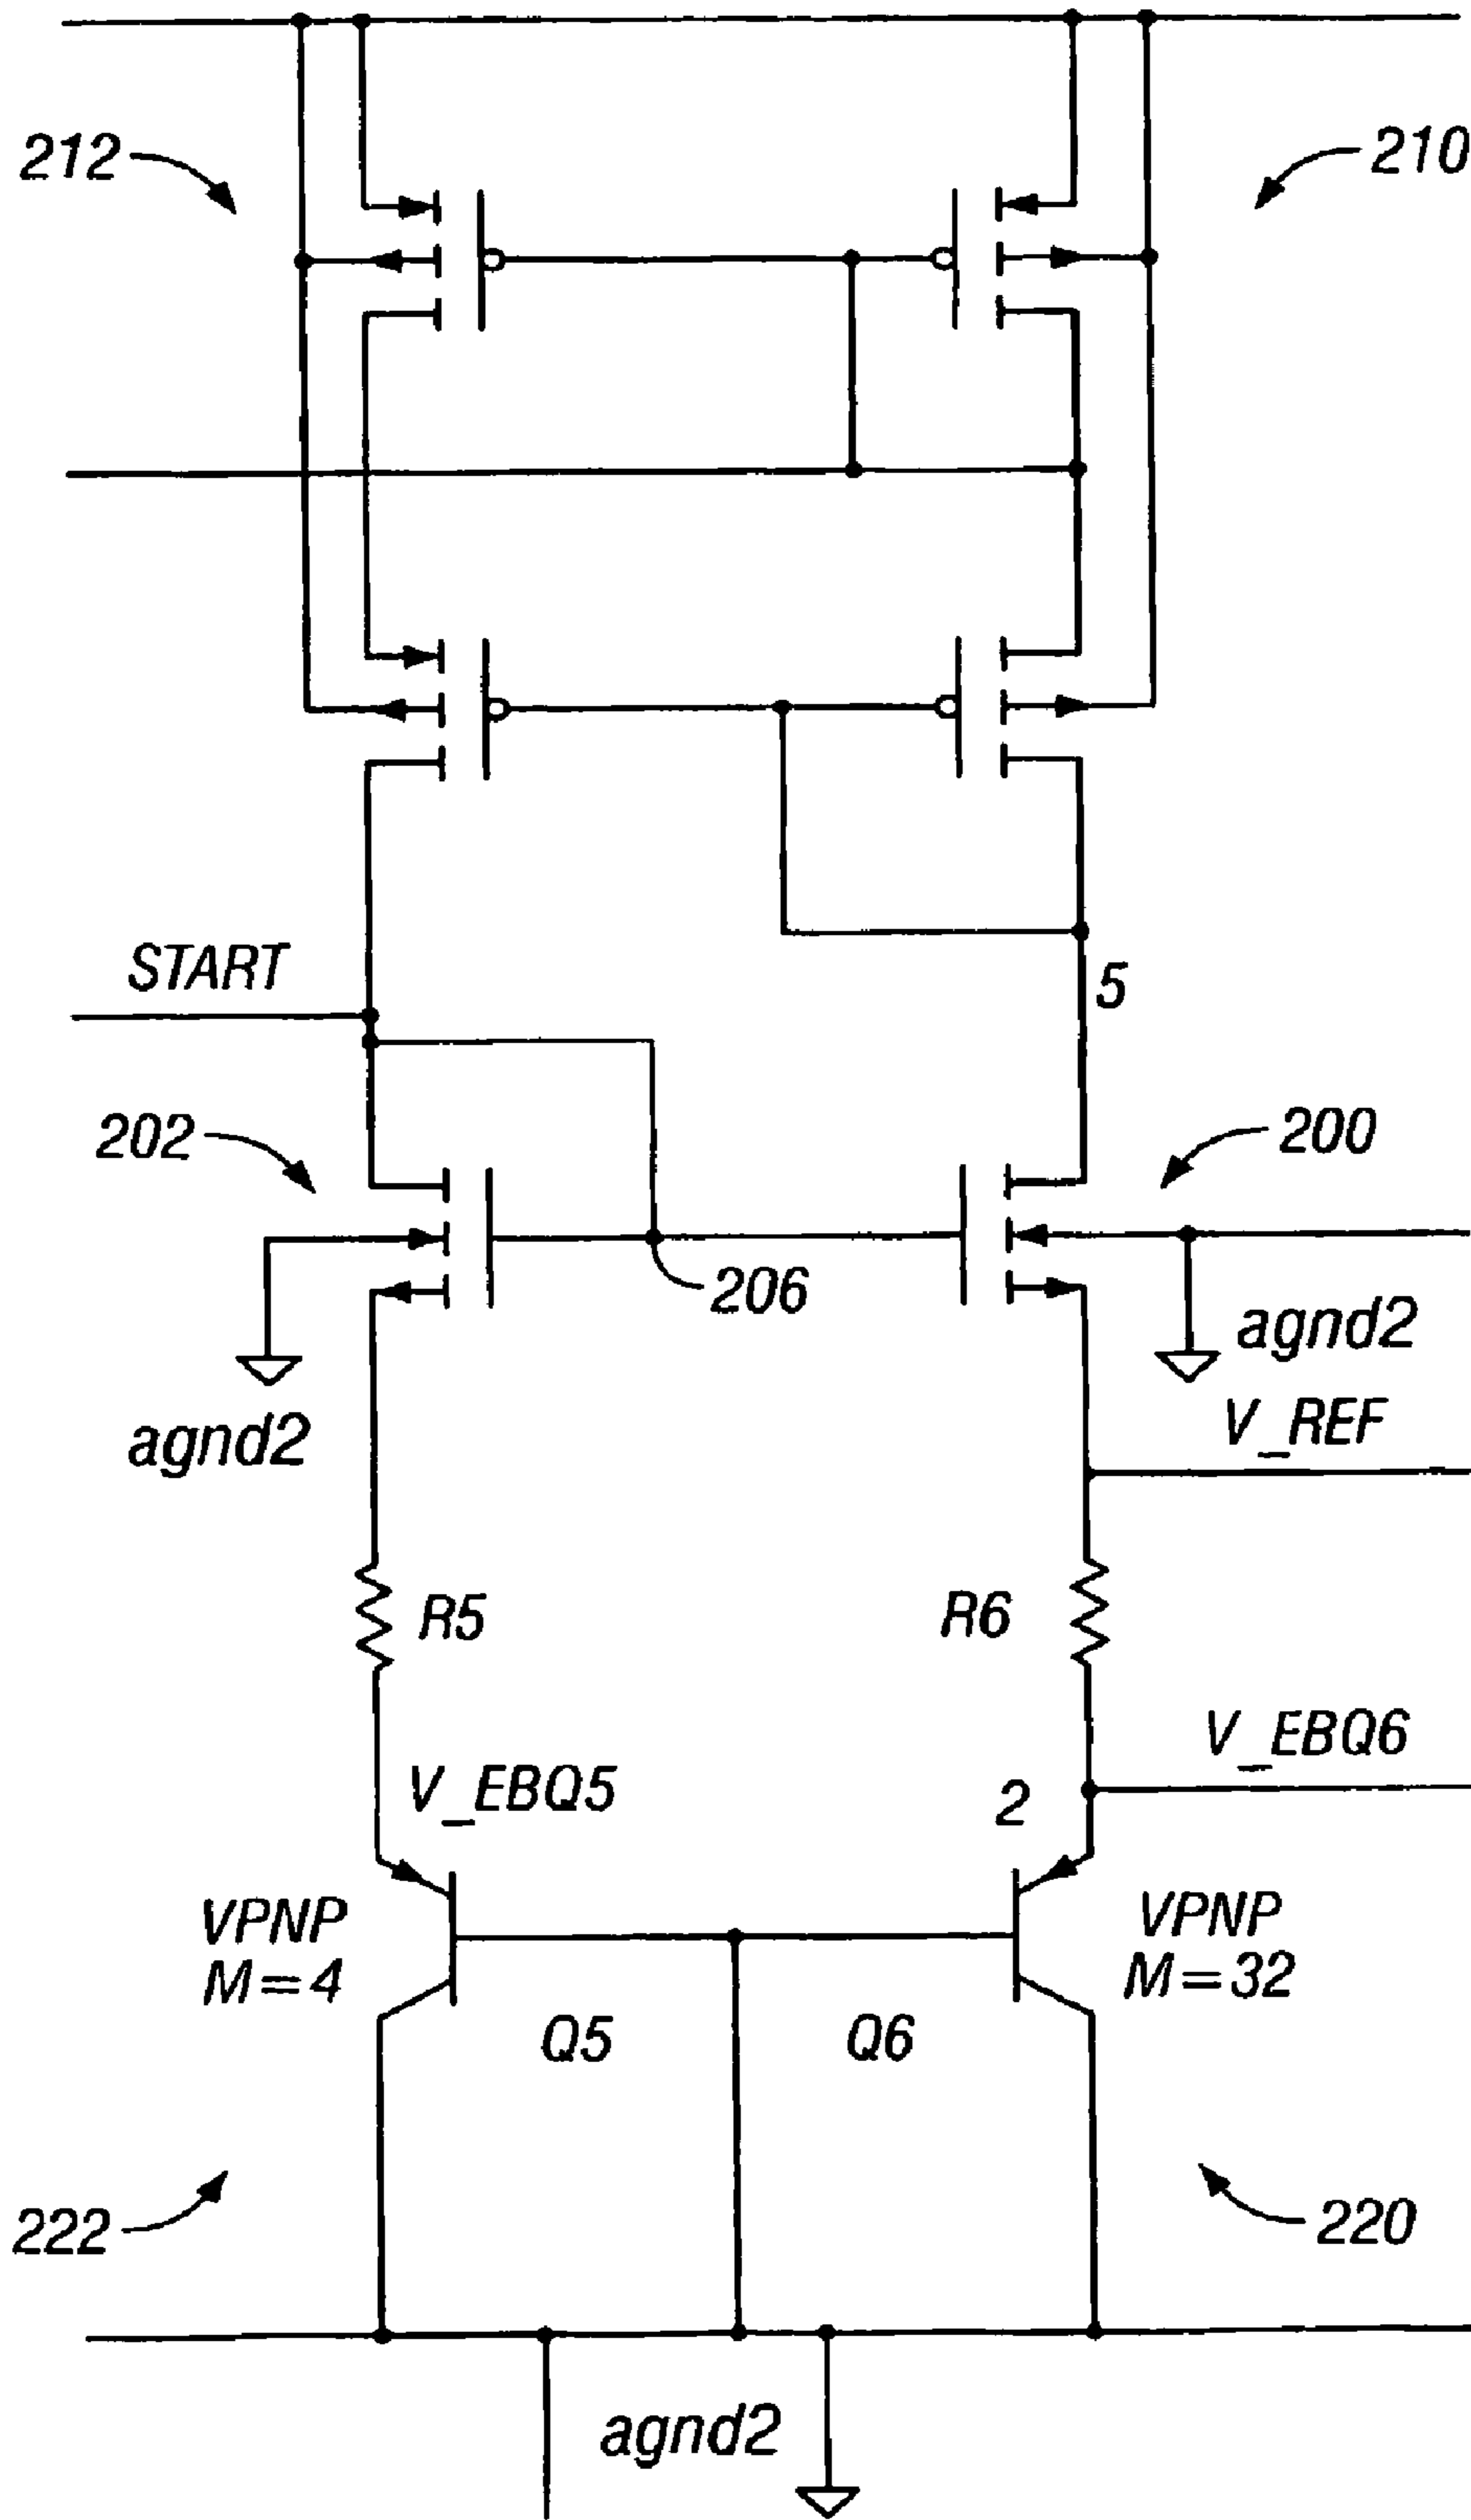 212
210
START
5
202
200
206
agnd2
agnd2
V_REF
R5
R6
V_EBQ6
V_EBQ5
2
VPNP
M=4
VPNP
M=32
Q5
Q6
222
220
agnd2